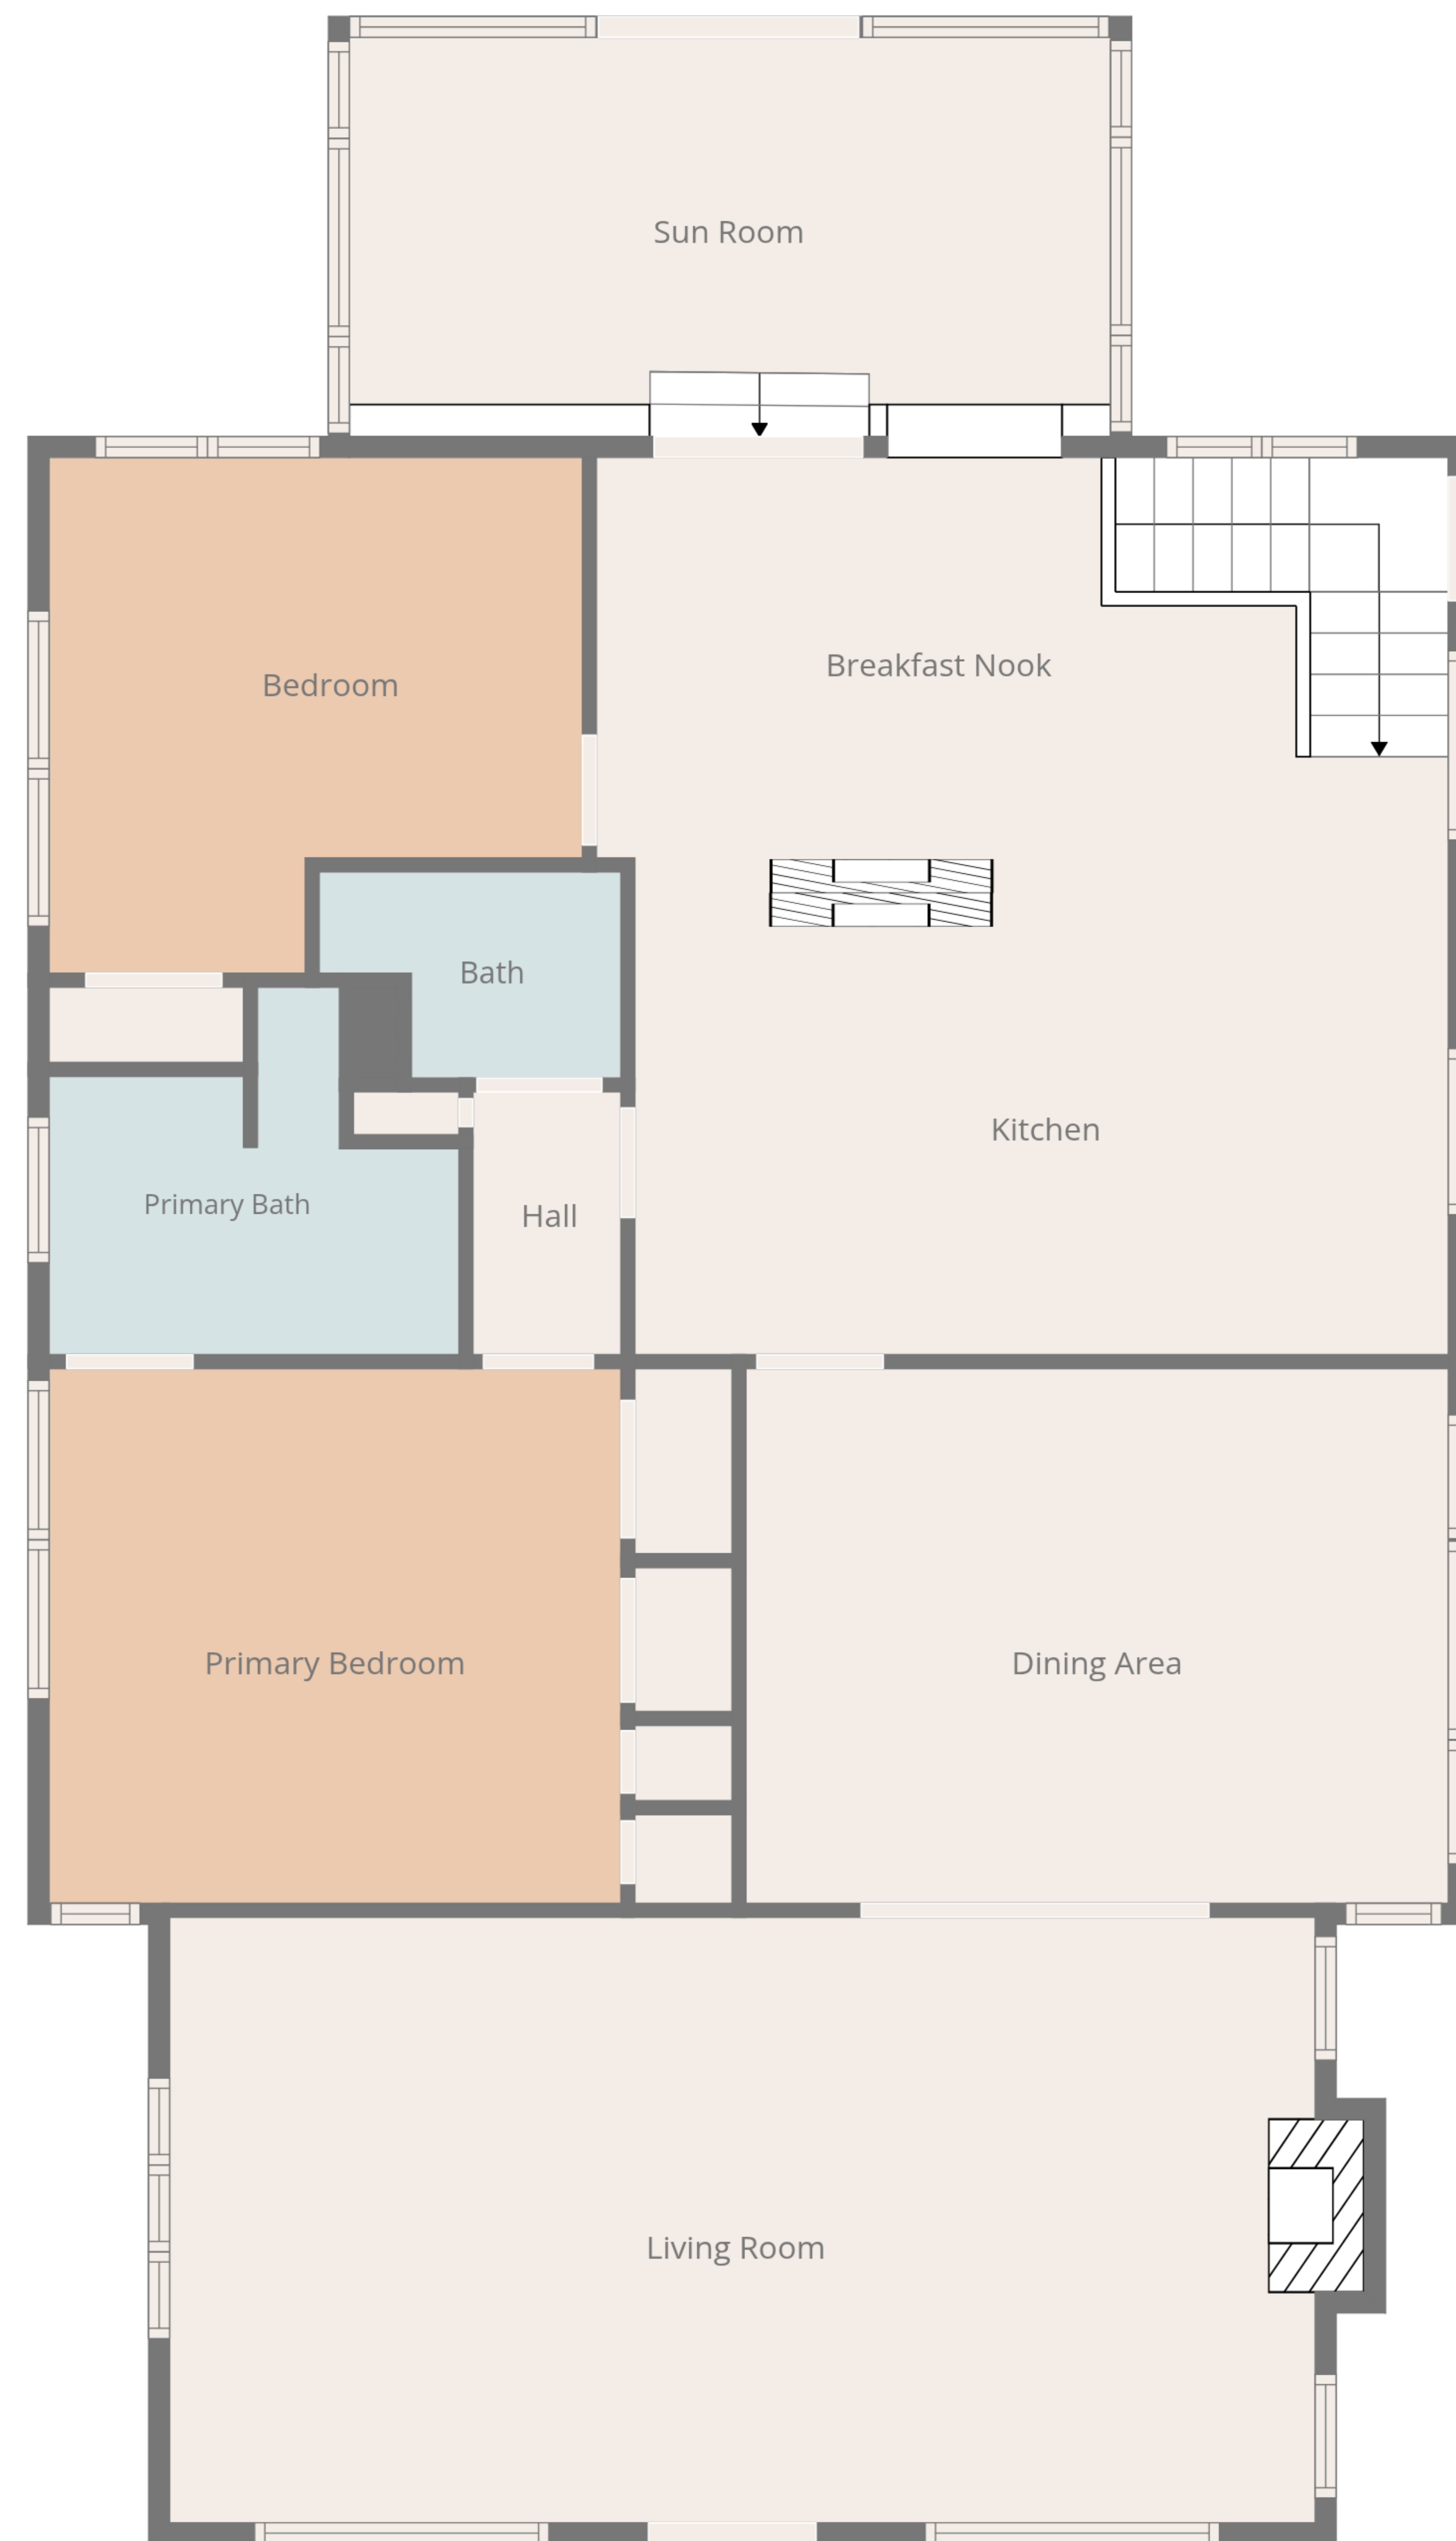 Sun Room
Breakfast Nook
Bedroom
Bath
Kitchen
Primary Bath
Hall
Primary Bedroom
Dining Area
Living Room